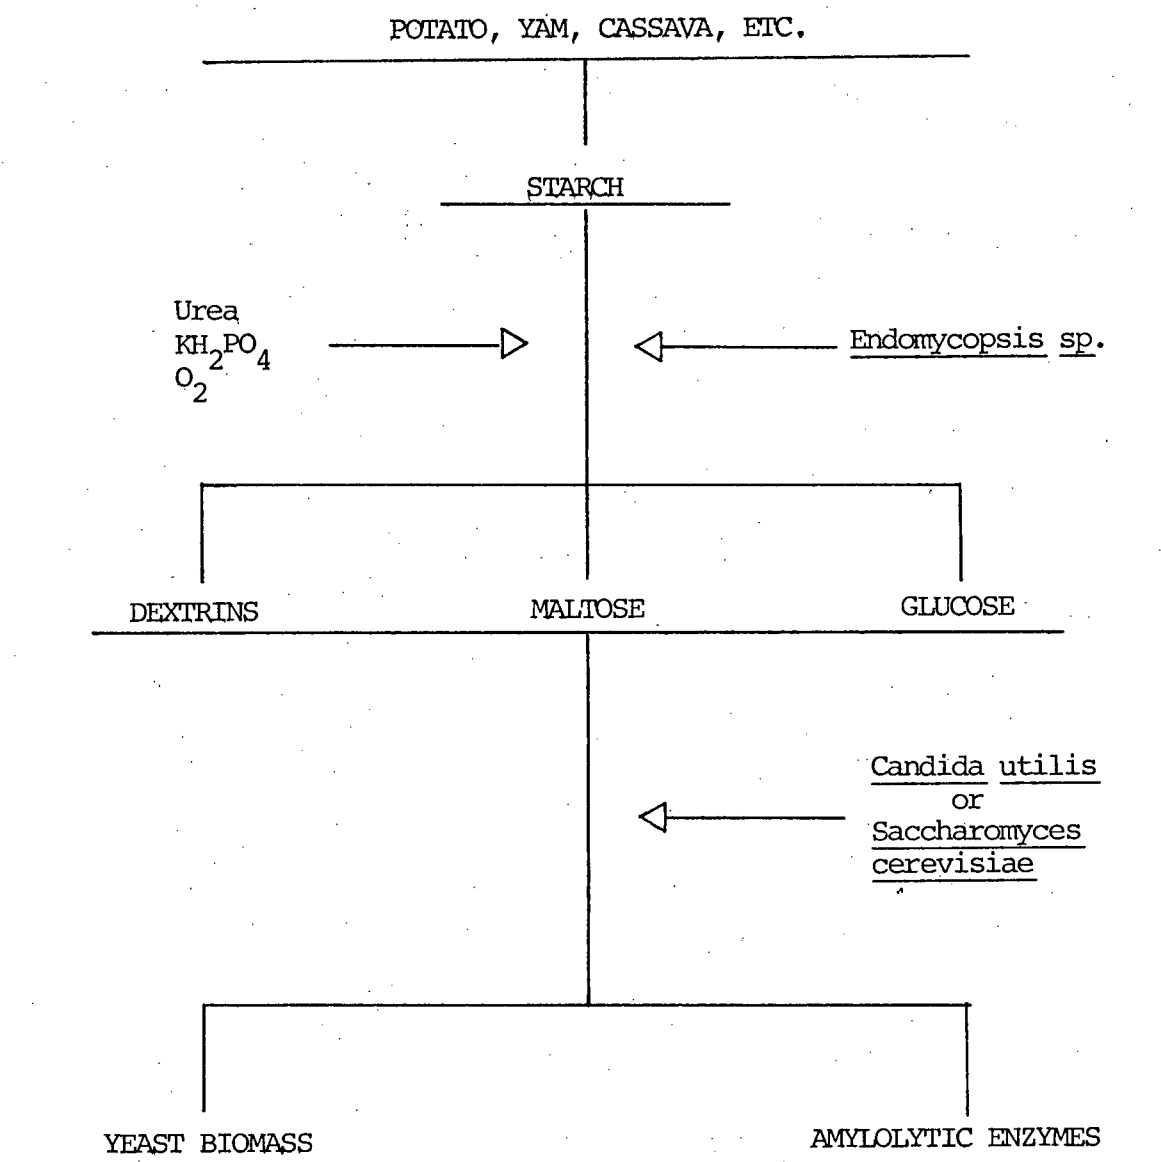 POTATO, YAM, CASSAVA, ETC.
STARCH
Urea
KH2PO4
O2
Endomycopsis sp.
DEXTRINS
MALTOSE
GLUCOSE
Candida utilis
or
Saccharomyces
cerevisiae
YEAST BIOMASS
AMYLOLYTIC ENZYMES